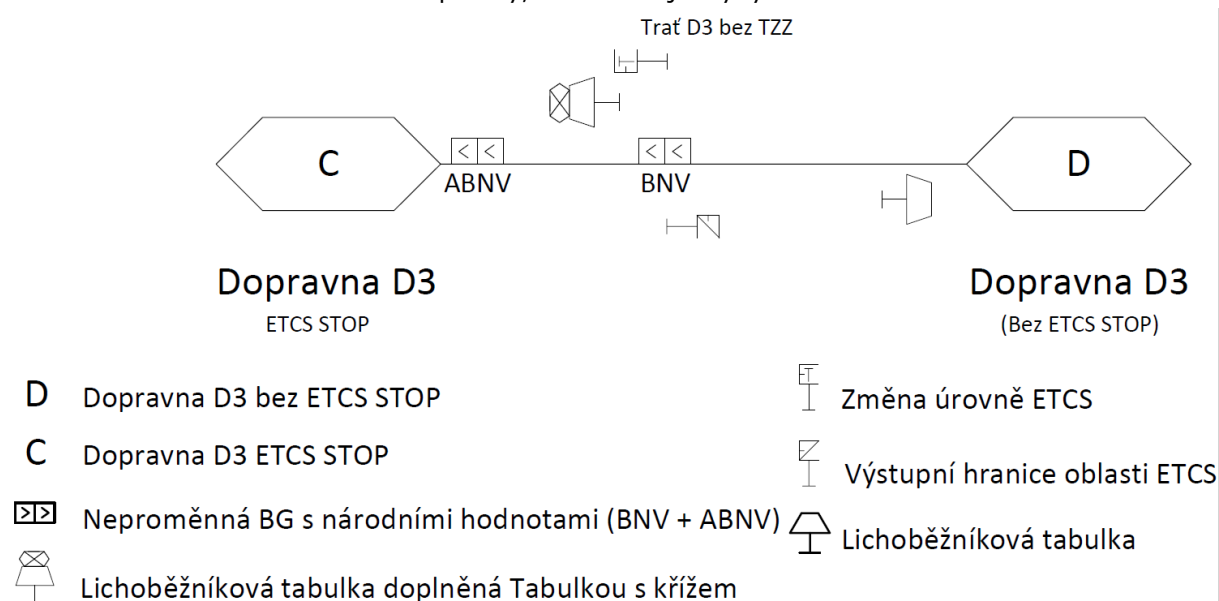 Trať D3 bez TZZ
C
D
ABNV
BNV
Dopravna D3
ETCS STOP
Dopravna D3
(Bez ETCS STOP)
D Dopravna D3 bez ETCS STOP
Změna úrovně ETCS
C Dopravna D3 ETCS STOP
Výstupní hranice oblasti ETCS
Neproměnná BG s národními hodnotami (BNV + ABNV)
Lichoběžníková tabulka
Lichoběžníková tabulka doplněná Tabulkou s křížem